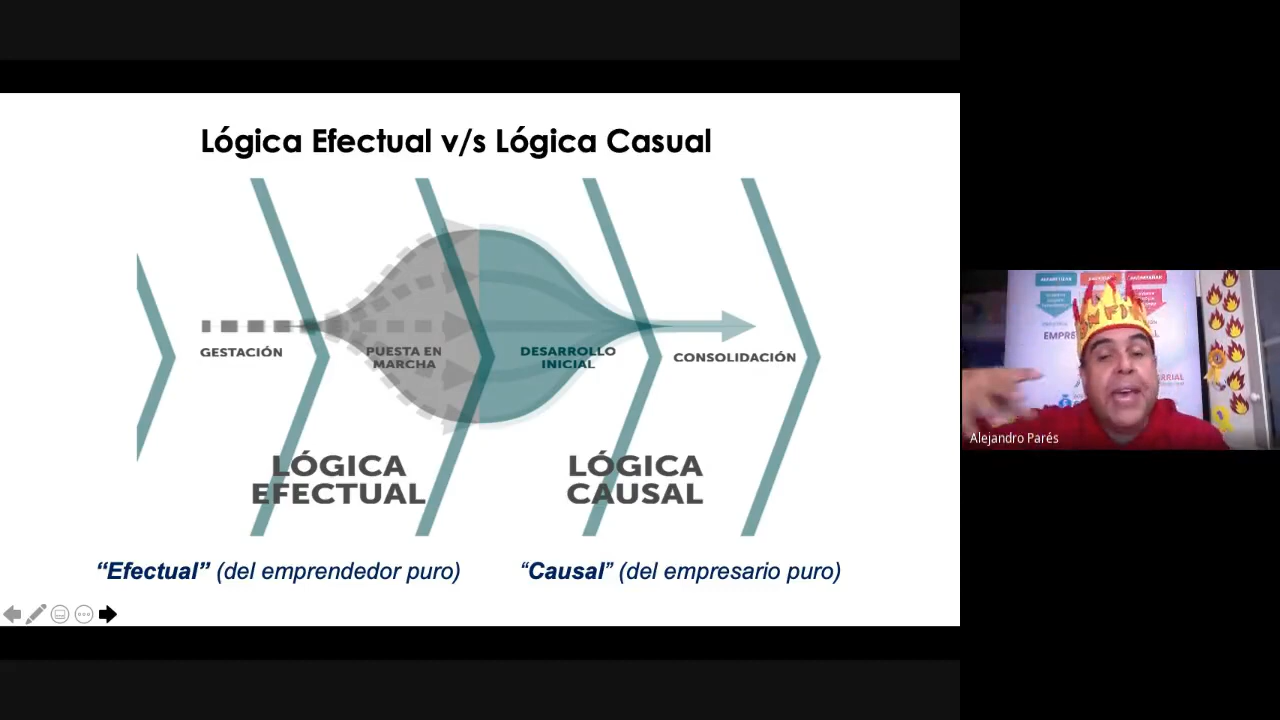 Lógica Efectual v/s Lógica Casual
GESTACIÓN
PUESTA EN
MARCHA
DESARROLLO
INICIAL
CONSOLIDACIÓN
LÓGICA
EFECTUAL
LÓGICA
CAUSAL
“Efectual” (del emprendedor puro)
“Causal” (del empresario puro)
Alejandro Parés